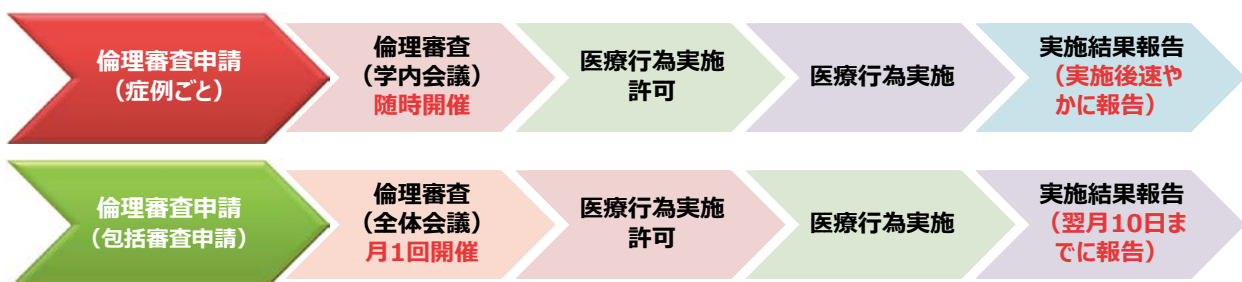 倫理審査申請
（症例ごと）
倫理審査
（学内会議）
随時開催
医療行為実施
許可
医療行為実施
実施結果報告
（実施後速や
かに報告）
倫理審査申請
（包括審査申請）
倫理審査
（全体会議）
月1回開催
医療行為実施
許可
医療行為実施
実施結果報告
（翌月10日ま
でに報告）